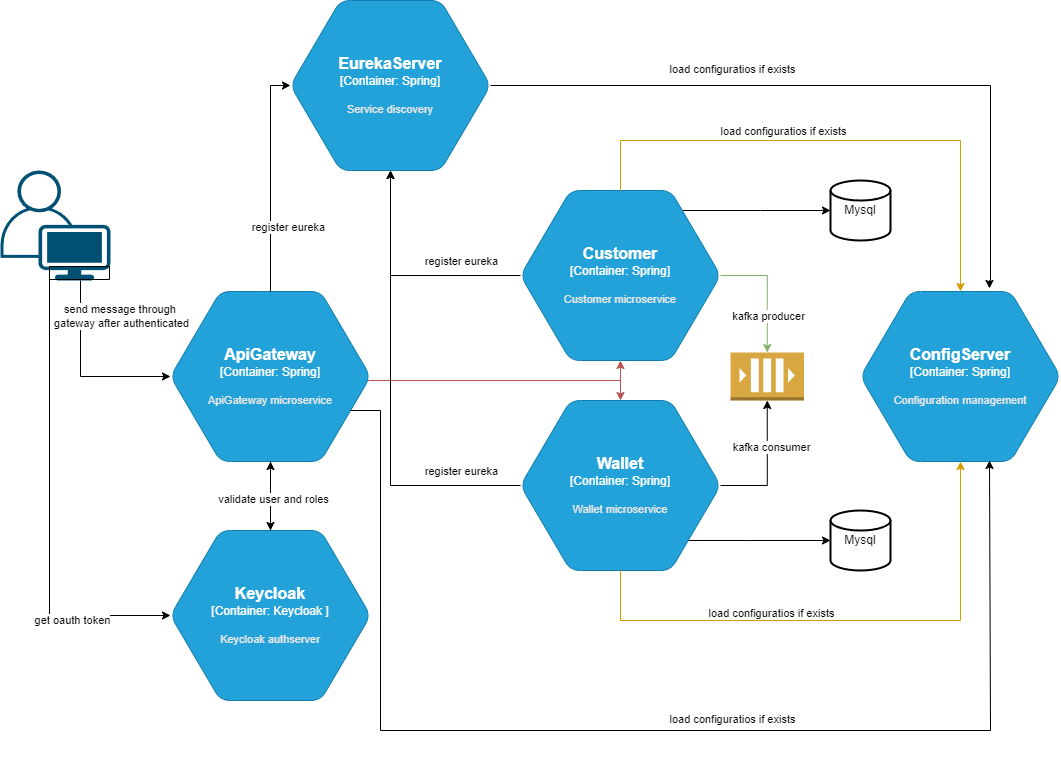 EurekaServer
[Container: Spring]
Service discovery
load configuratios if exists
load configuratios if exists
Mysql
register eureka
Customer
[Container: Spring]
Customer microservice
register eureka
send message through
gateway after authenticated
kafka producer
ApiGateway
[Container: Spring]
ApiGateway microservice
ConfigServer
[Container: Spring]
Configuration management
kafka consumer
Wallet
[Container: Spring]
Wallet microservice
register eureka
validate user and roles
Mysql
Keycloak
[Container: Keycloak ]
Keycloak authserver
get oauth token
load configuratios if exists
load configuratios if exists